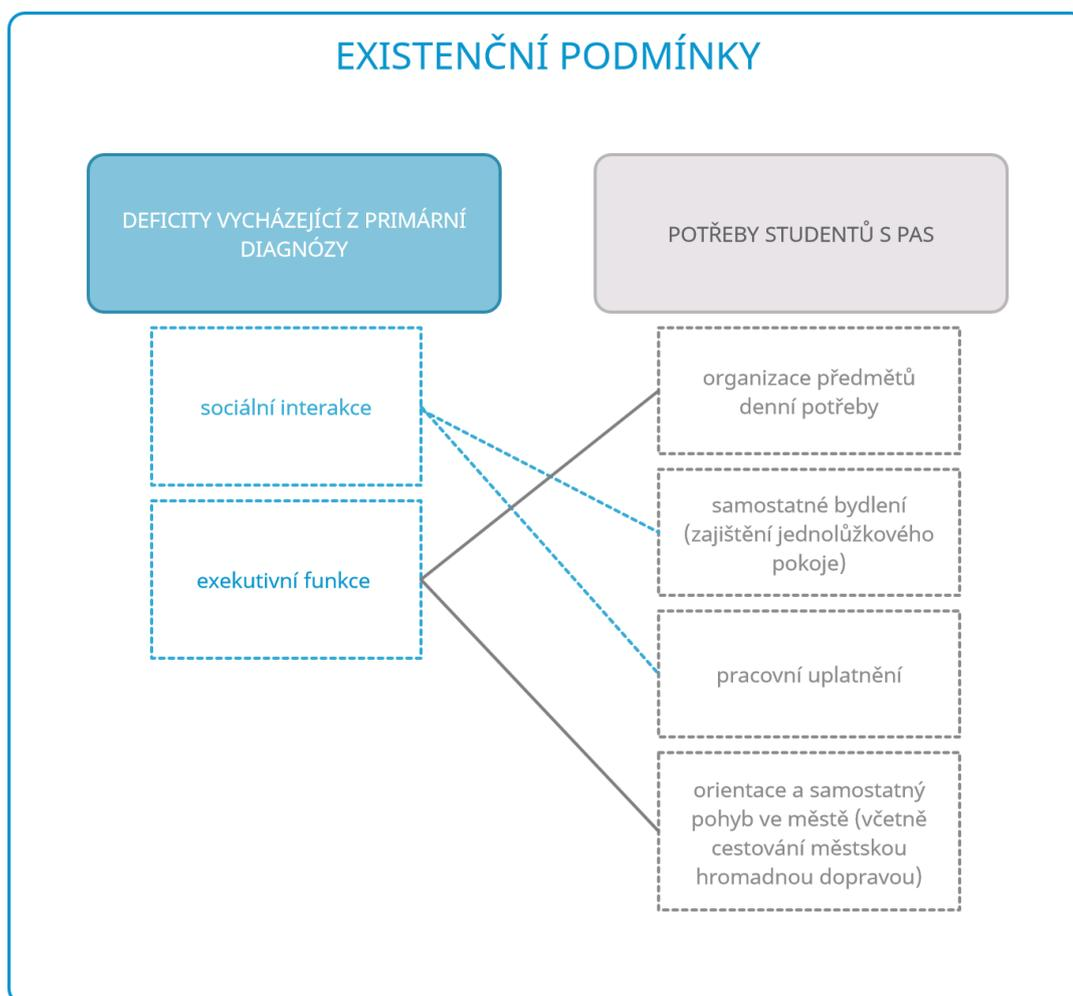 EXISTENČNÍ PODMÍNKY
DEFICITY VYCHÁZEJÍCÍ Z PRIMÁRNÍ
DIAGNÓZY
POTŘEBY STUDENTŮ S PAS
sociální interakce
exekutivní funkce
organizace předmětů
denní potřeby
samostatné bydlení
(zajištění jednolůžkového
pokoje)
pracovní uplatnění
orientace a samostatný
pohyb ve městě (včetně
cestování městskou
hromadnou dopravou)